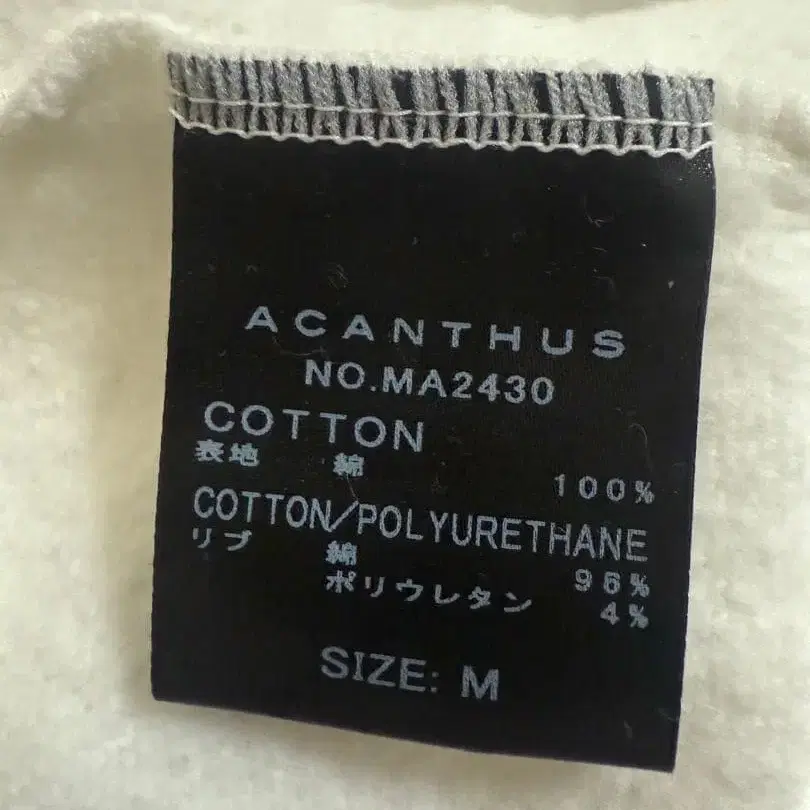 ACANTHUS
NO.MA2430
COTTON
表地 綿 100%
COTTON/POLYURETHANE
リブ 綿 96%
ポリウレタン 4%
SIZE: M